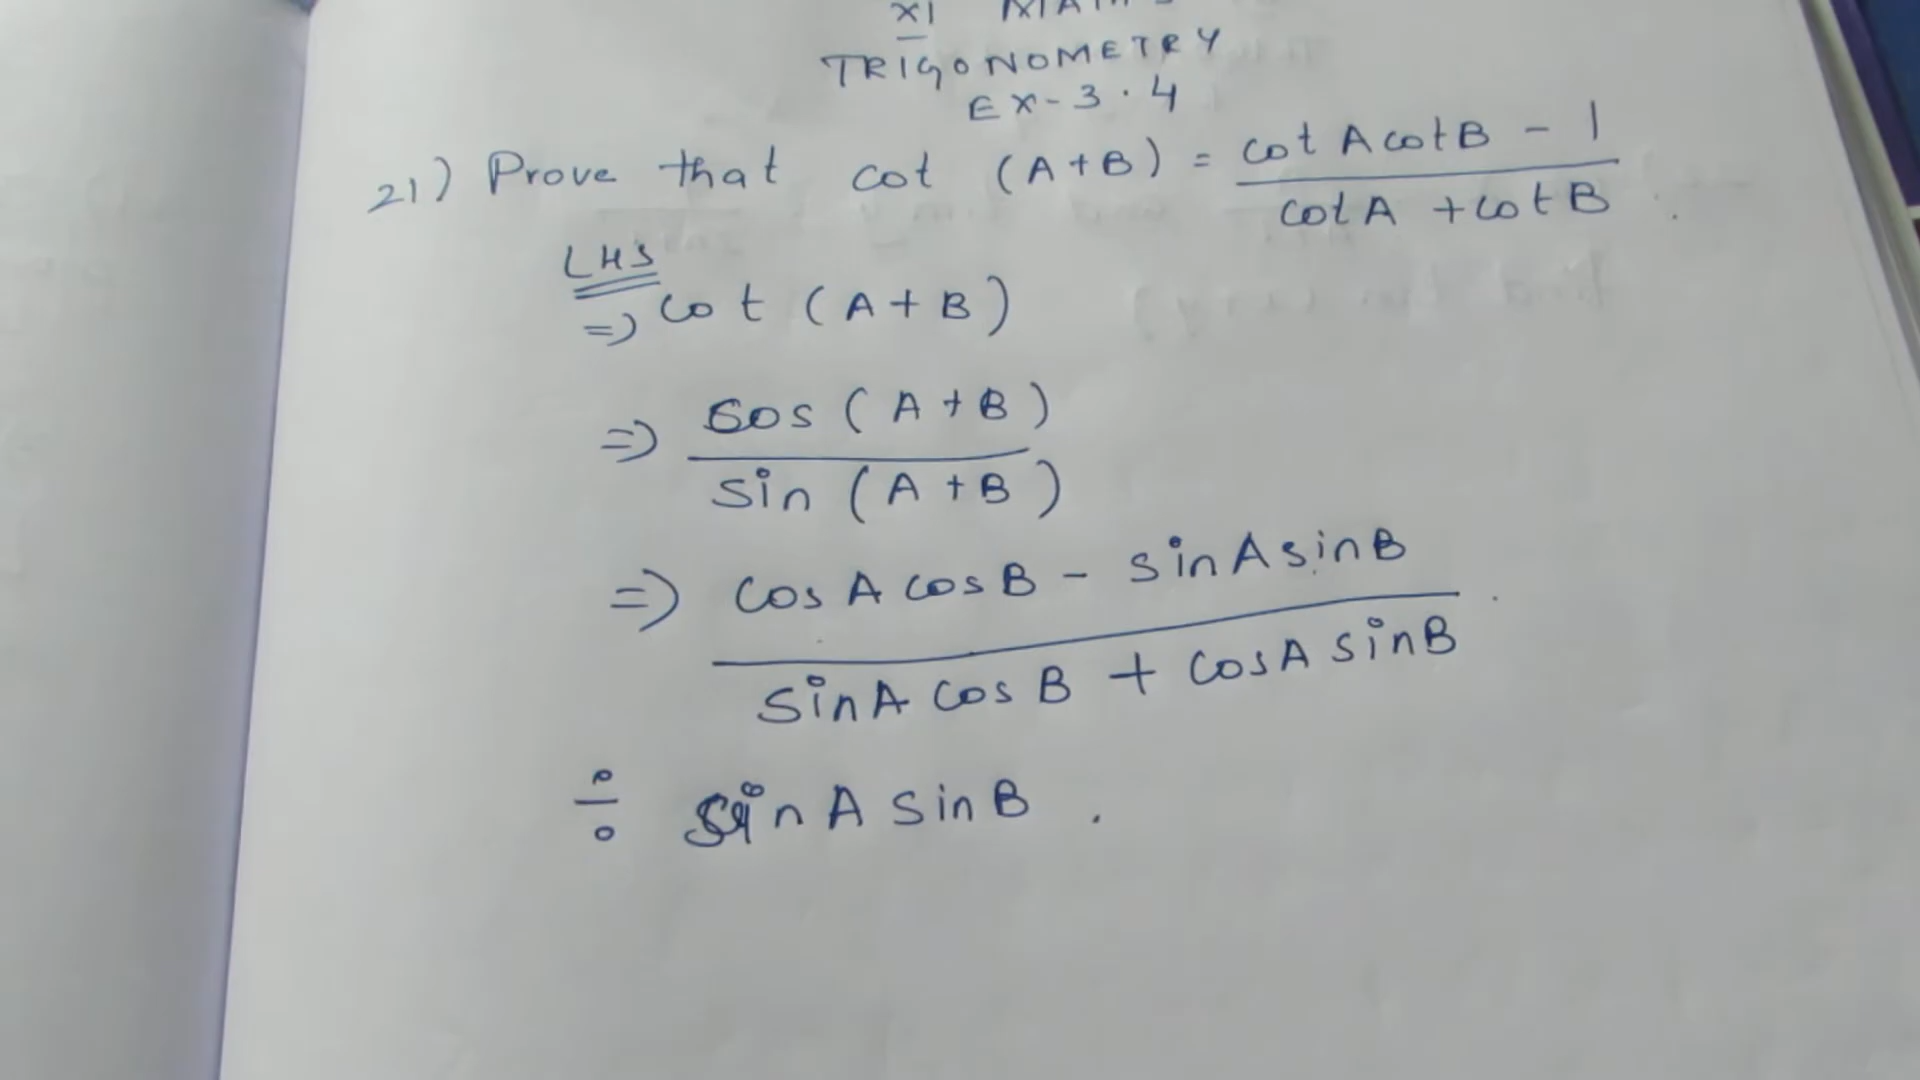 XI MATHS
TRIGONOMETRY
EX-3.4
21) Prove that cot (A+B) = cot A cot B - 1 / cot A + cot B
LHS
=> cot (A+B)
=> cos (A+B)
sin (A+B)
=> cos A cos B - sin A sin B
sin A cos B + cos A sin B
÷ sin A sin B.